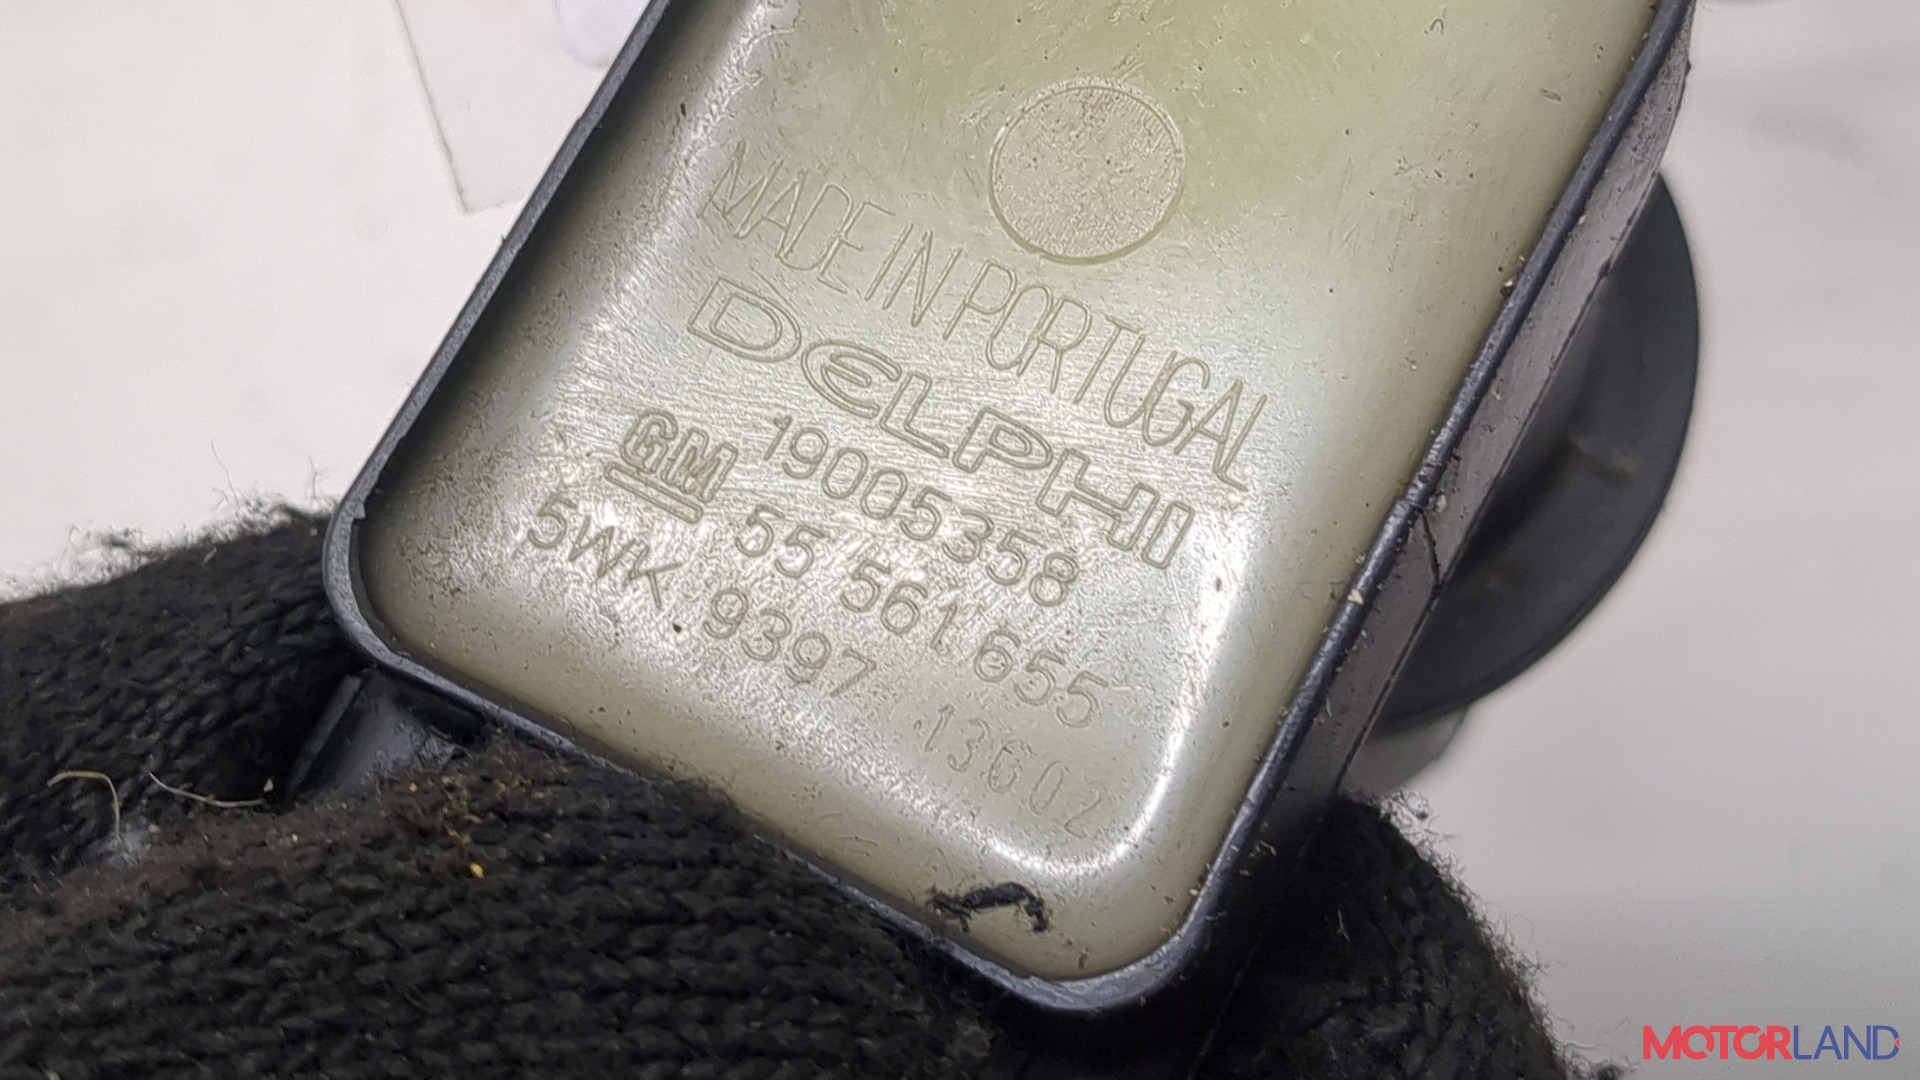 MADE IN PORTUGAL
DELPHI
19005358
GM 55 561 655
5WK 9397
13602
MOTORLAND